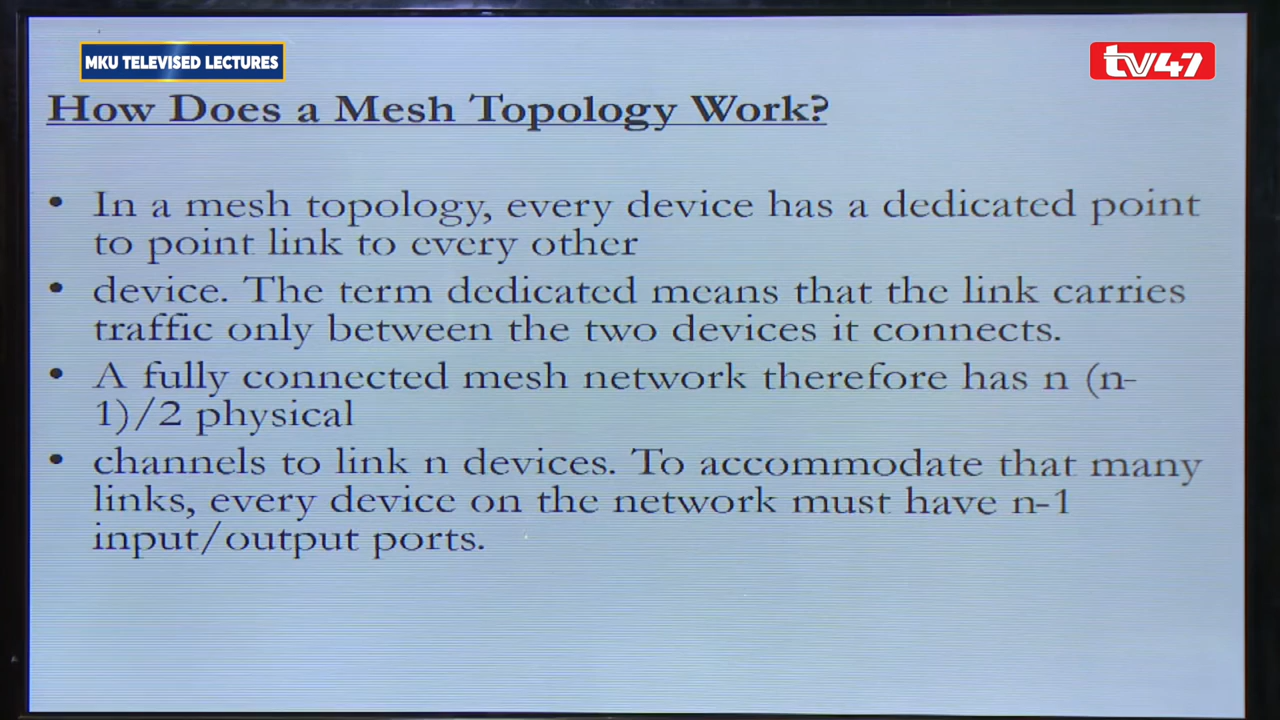 MKU TELEVISED LECTURES
tv47
How Does a Mesh Topology Work?
• In a mesh topology, every device has a dedicated point
to point link to every other
• device. The term dedicated means that the link carries
traffic only between the two devices it connects.
• A fully connected mesh network therefore has n (n-
1)/2 physical
• channels to link n devices. To accommodate that many
links, every device on the network must have n-1
input/output ports.